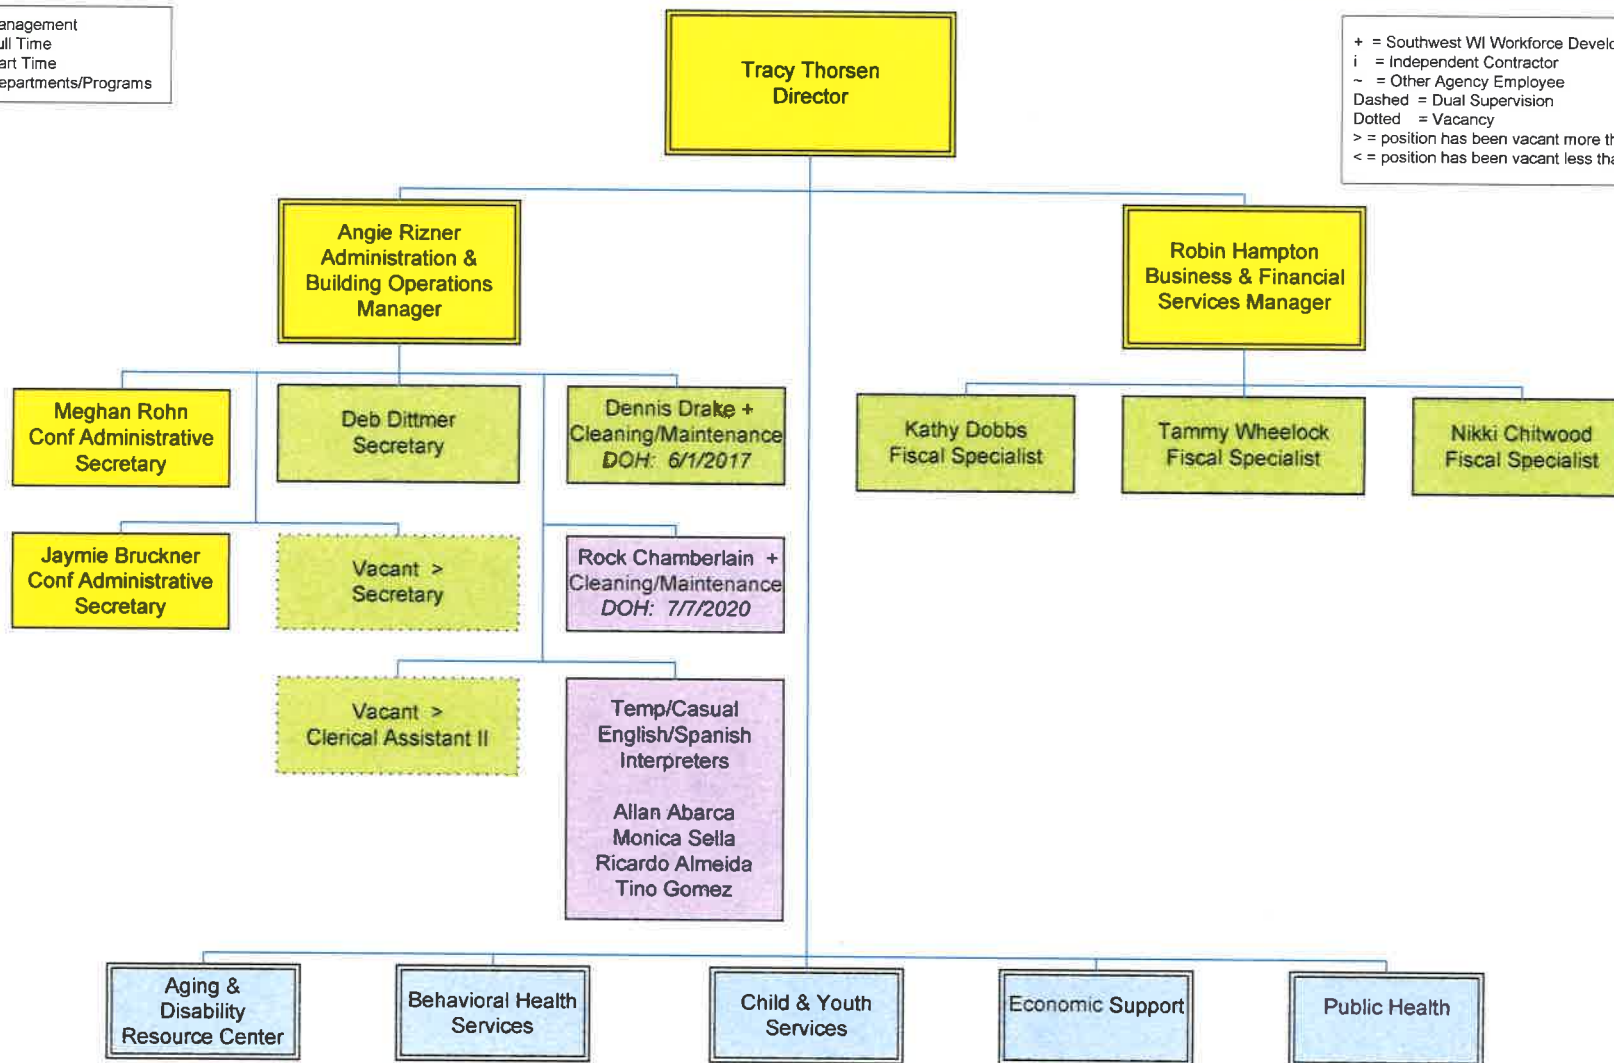 anagement
ull Time
art Time
epartments/Programs
Tracy Thorsen
Director
+ = Southwest WI Workforce Develo
i = Independent Contractor
~ = Other Agency Employee
Dashed = Dual Supervision
Dotted = Vacancy
> = position has been vacant more th
< = position has been vacant less tha
Angie Rizner
Administration &
Building Operations
Manager
Robin Hampton
Business & Financial
Services Manager
Meghan Rohn
Conf Administrative
Secretary
Deb Dittmer
Secretary
Dennis Drake +
Cleaning/Maintenance
DOH: 6/1/2017
Kathy Dobbs
Fiscal Specialist
Tammy Wheelock
Fiscal Specialist
Nikki Chitwood
Fiscal Specialist
Jaymie Bruckner
Conf Administrative
Secretary
Vacant >
Secretary
Rock Chamberlain +
Cleaning/Maintenance
DOH: 7/7/2020
Vacant >
Clerical Assistant II
Temp/Casual
English/Spanish
Interpreters
Allan Abarca
Monica Sella
Ricardo Almeida
Tino Gomez
Aging &
Disability
Resource Center
Behavioral Health
Services
Child & Youth
Services
Economic Support
Public Health